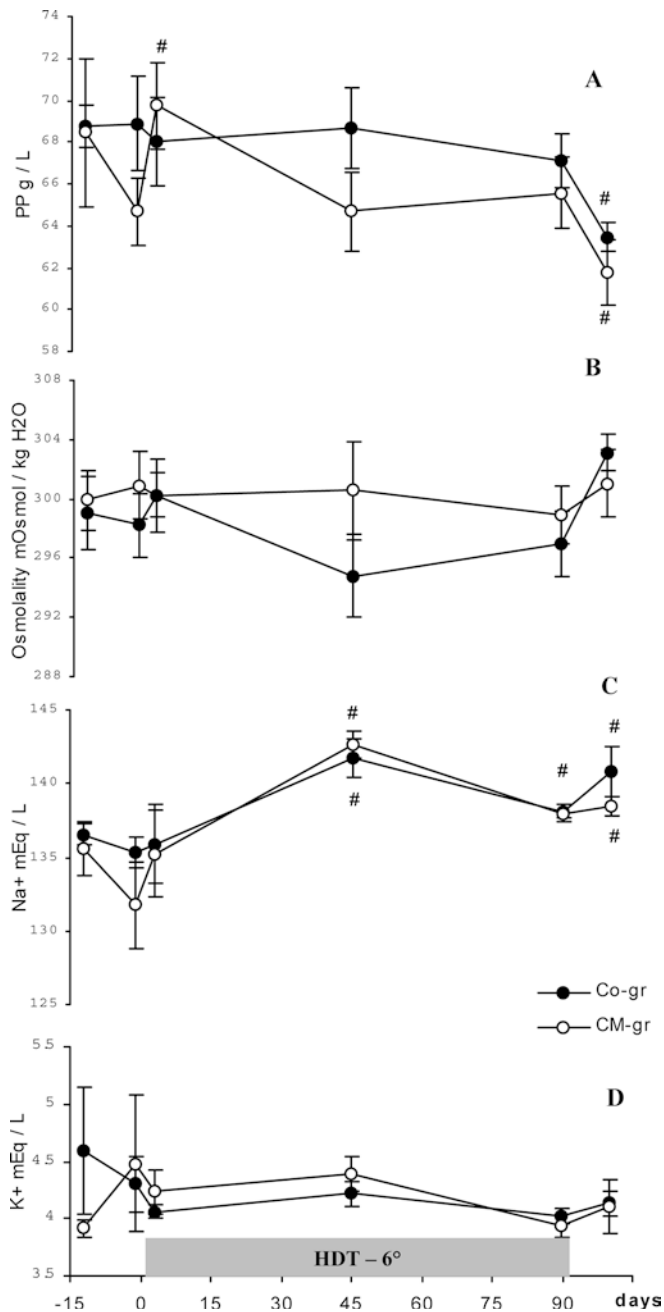 74
#
72
A
70
68
PP g / L
66
64
#
62
60
#
58
B
308
304
Osmolality mOsmol / kg H2O
300
296
292
288
C
145
#
#
#
140
#
#
Na+ mEq / L
135
130
Co-gr
125
CM-gr
5.5
D
5
K+ mEq / L
4.5
4
HDT – 6°
3.5
-15 0 15 30 45 60 75 90 days